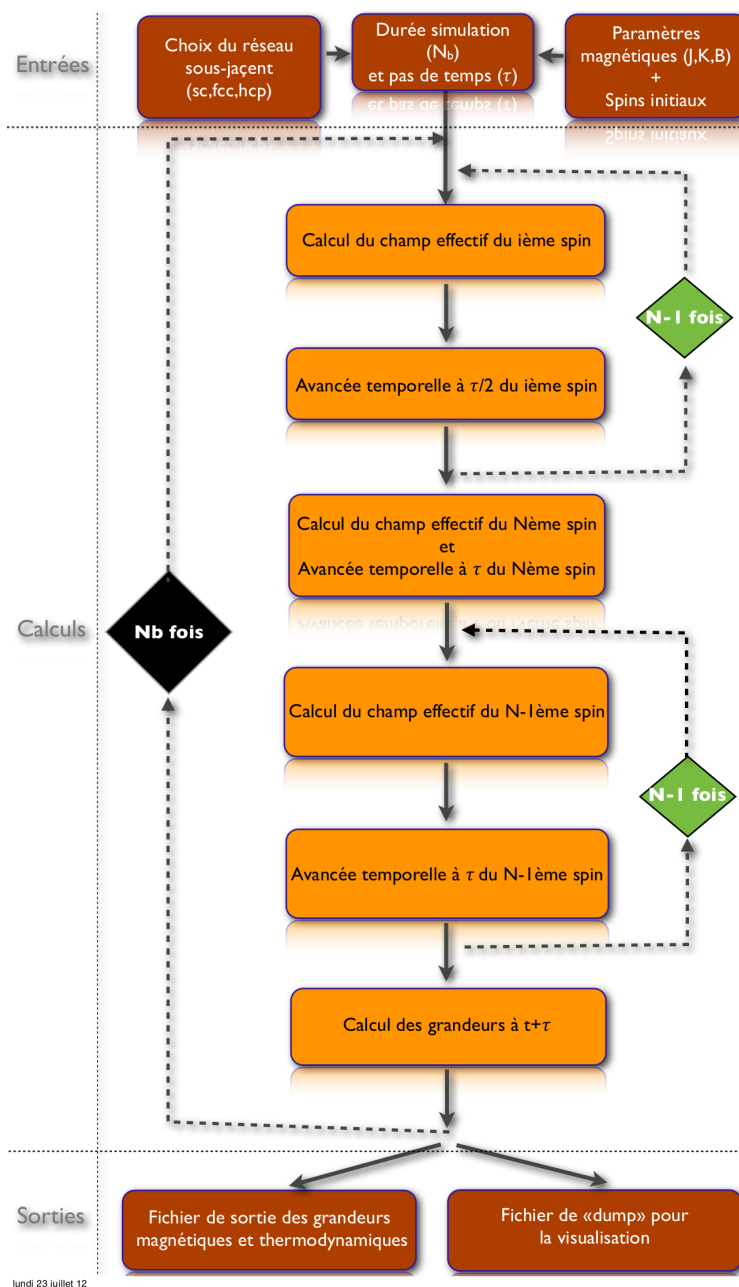 Entrées
Choix du réseau
sous-jaçent
(sc,fcc,hcp)
Durée simulation
(Nb)
et pas de temps (τ)
Paramètres
magnétiques (J,K,B)
+
Spins initiaux
Calculs
Calcul du champ effectif du ième spin
N-1 fois
Avancée temporelle à τ/2 du ième spin
Calcul du champ effectif du Nème spin
et
Avancée temporelle à τ du Nème spin
Nb fois
Calcul du champ effectif du N-1ème spin
N-1 fois
Avancée temporelle à τ du N-1ème spin
Calcul des grandeurs à t+τ
Sorties
Fichier de sortie des grandeurs
magnétiques et thermodynamiques
Fichier de «dump» pour
la visualisation
lundi 23 juillet 12